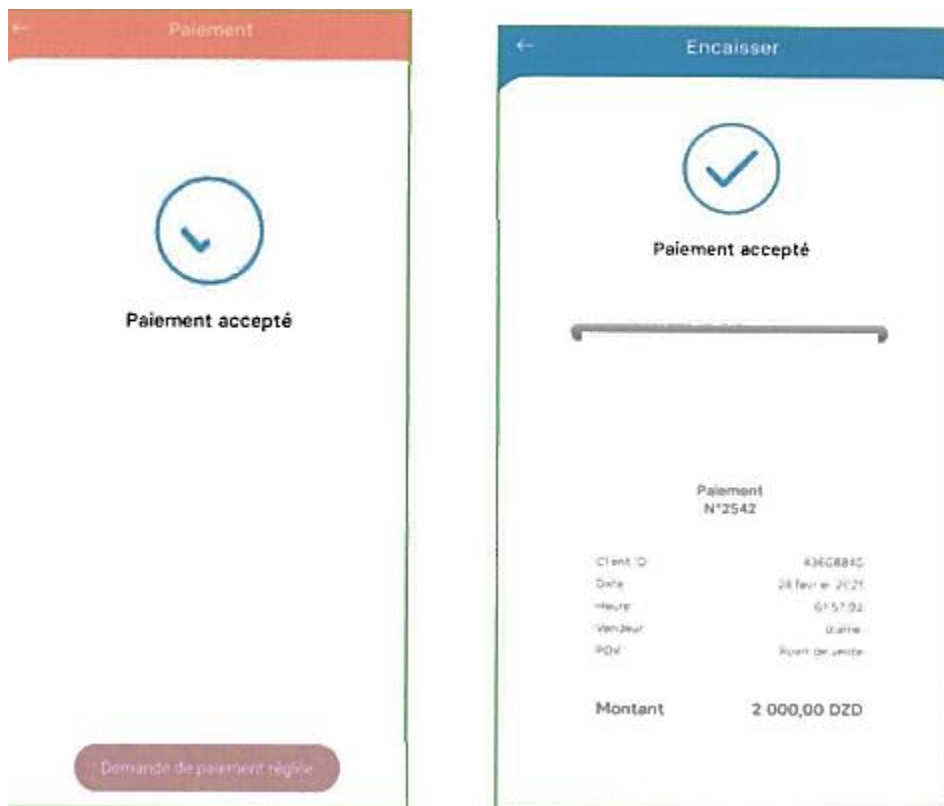 Paiement
Paiement accepté
Demande de paiement réglée
Encaisser
Paiement accepté
Paiement
N°2542
Client ID
Date
Heure
Vendeur
POV
Point de vente
Montant 2 000,00 DZD